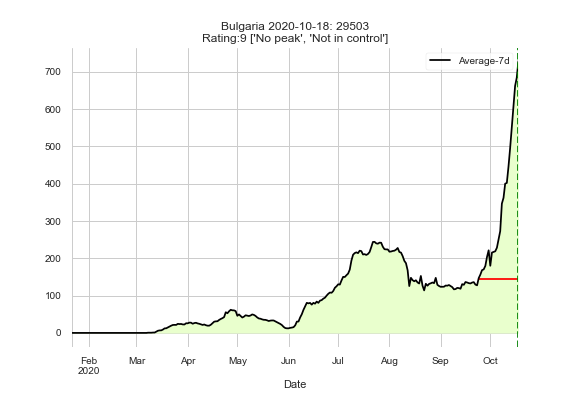 Bulgaria 2020-10-18: 29503
Rating:9 ['No peak', 'Not in control']
Average-7d
700
600
500
400
300
200
100
0
Feb Mar Apr May Jun Jul Aug Sep Oct
2020
Date